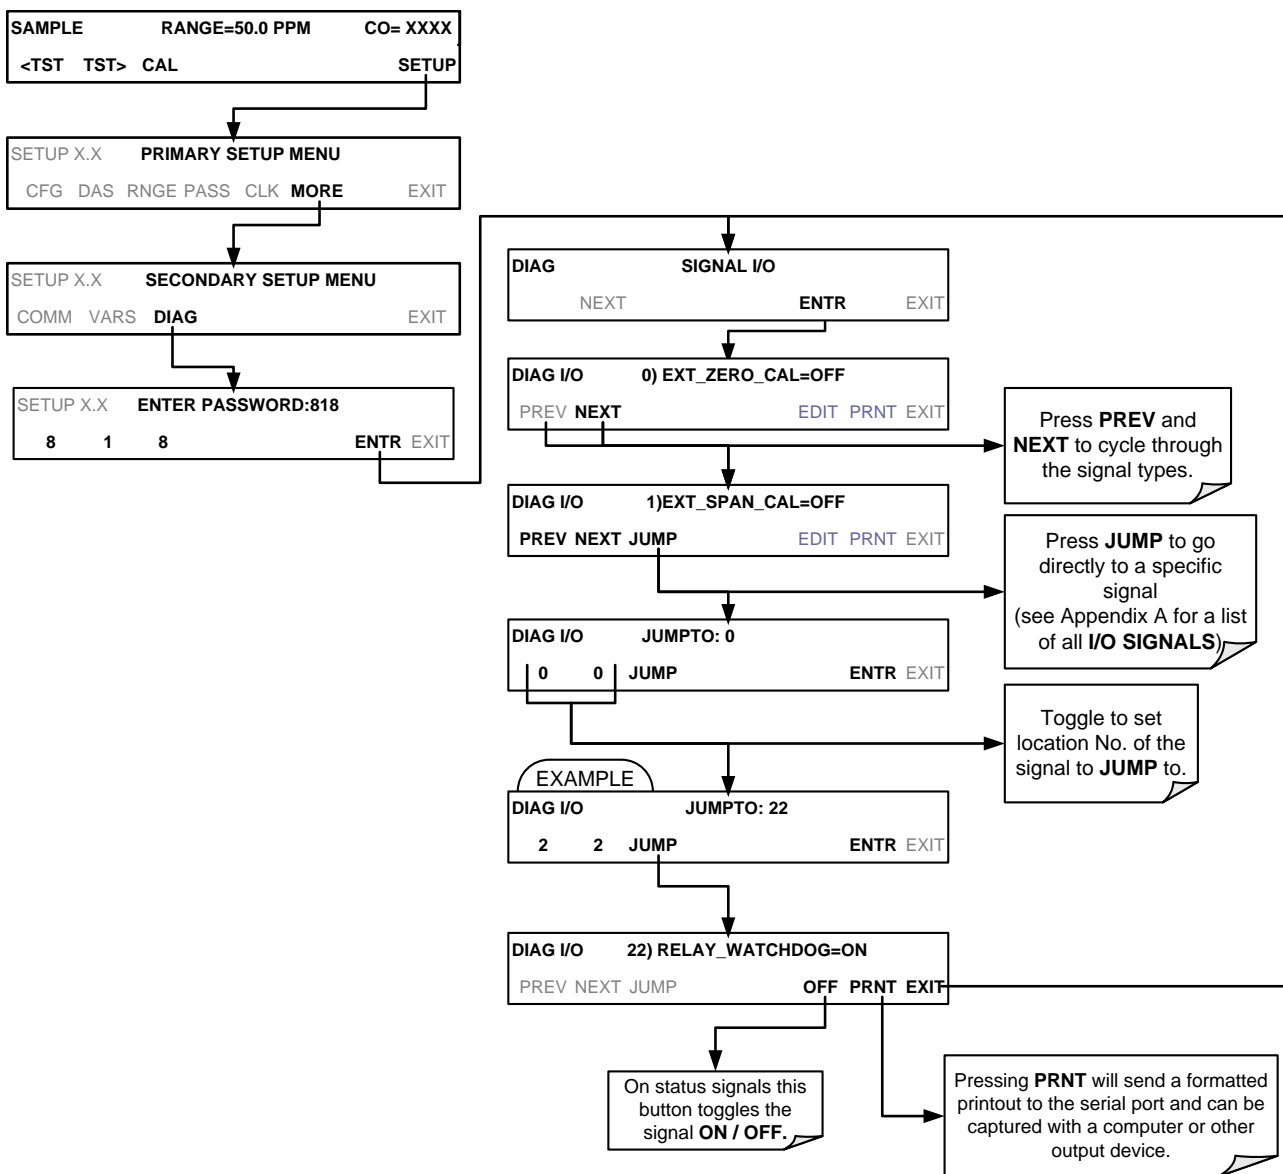 SAMPLE RANGE=50.0 PPM CO= XXXX
<TST TST> CAL SETUP
SETUP X.X PRIMARY SETUP MENU
CFG DAS RNGE PASS CLK MORE EXIT
SETUP X.X SECONDARY SETUP MENU
COMM VARS DIAG EXIT
SETUP X.X ENTER PASSWORD:818
8 1 8 ENTR EXIT
DIAG SIGNAL I/O
NEXT ENTR EXIT
DIAG I/O 0) EXT_ZERO_CAL=OFF
PREV NEXT EDIT PRNT EXIT
Press PREV and
NEXT to cycle through
the signal types.
DIAG I/O 1)EXT_SPAN_CAL=OFF
PREV NEXT JUMP EDIT PRNT EXIT
Press JUMP to go
directly to a specific
signal
(see Appendix A for a list
of all I/O SIGNALS)
DIAG I/O JUMPTO: 0
0 0 JUMP ENTR EXIT
Toggle to set
location No. of the
signal to JUMP to.
EXAMPLE
DIAG I/O JUMPTO: 22
2 2 JUMP ENTR EXIT
DIAG I/O 22) RELAY_WATCHDOG=ON
PREV NEXT JUMP OFF PRNT EXIT
On status signals this
button toggles the
signal ON / OFF.
Pressing PRNT will send a formatted
printout to the serial port and can be
captured with a computer or other
output device.